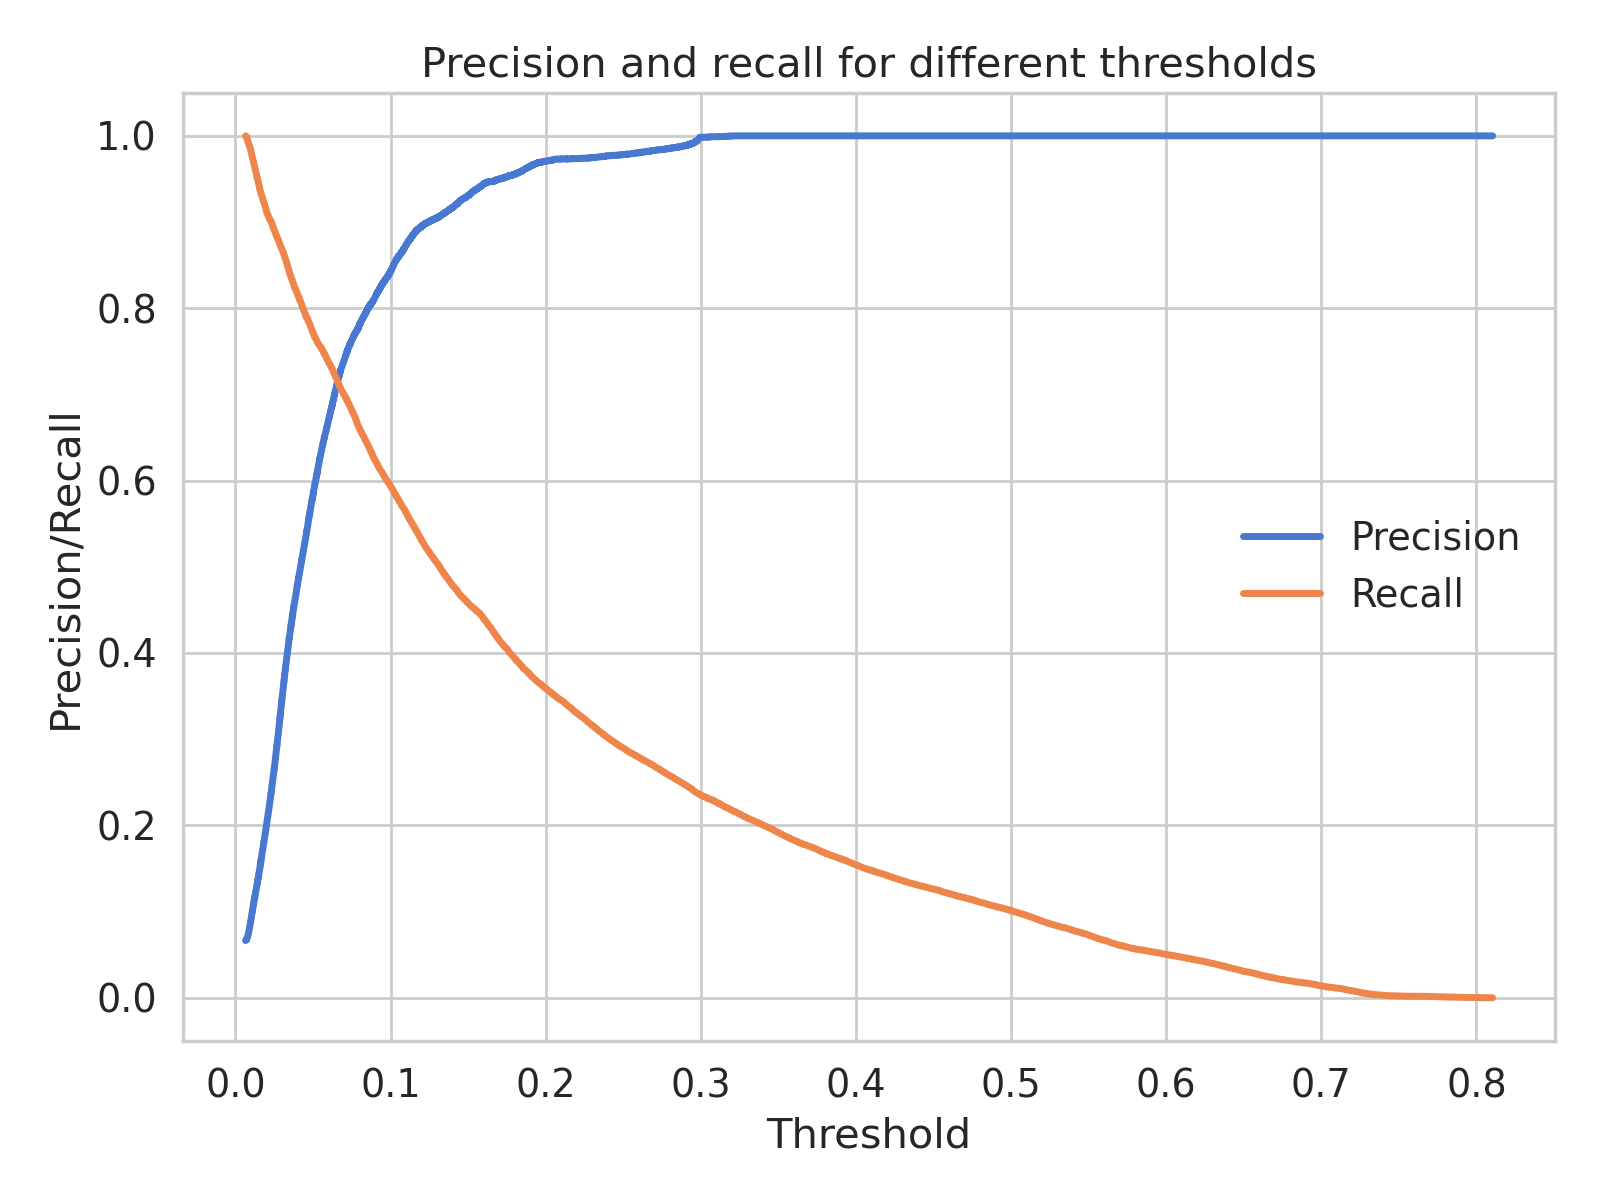 Precision and recall for different thresholds
1.0
0.8
0.6
0.4
0.2
0.0
Precision/Recall
Precision
Recall
0.0 0.1 0.2 0.3 0.4 0.5 0.6 0.7 0.8
Threshold